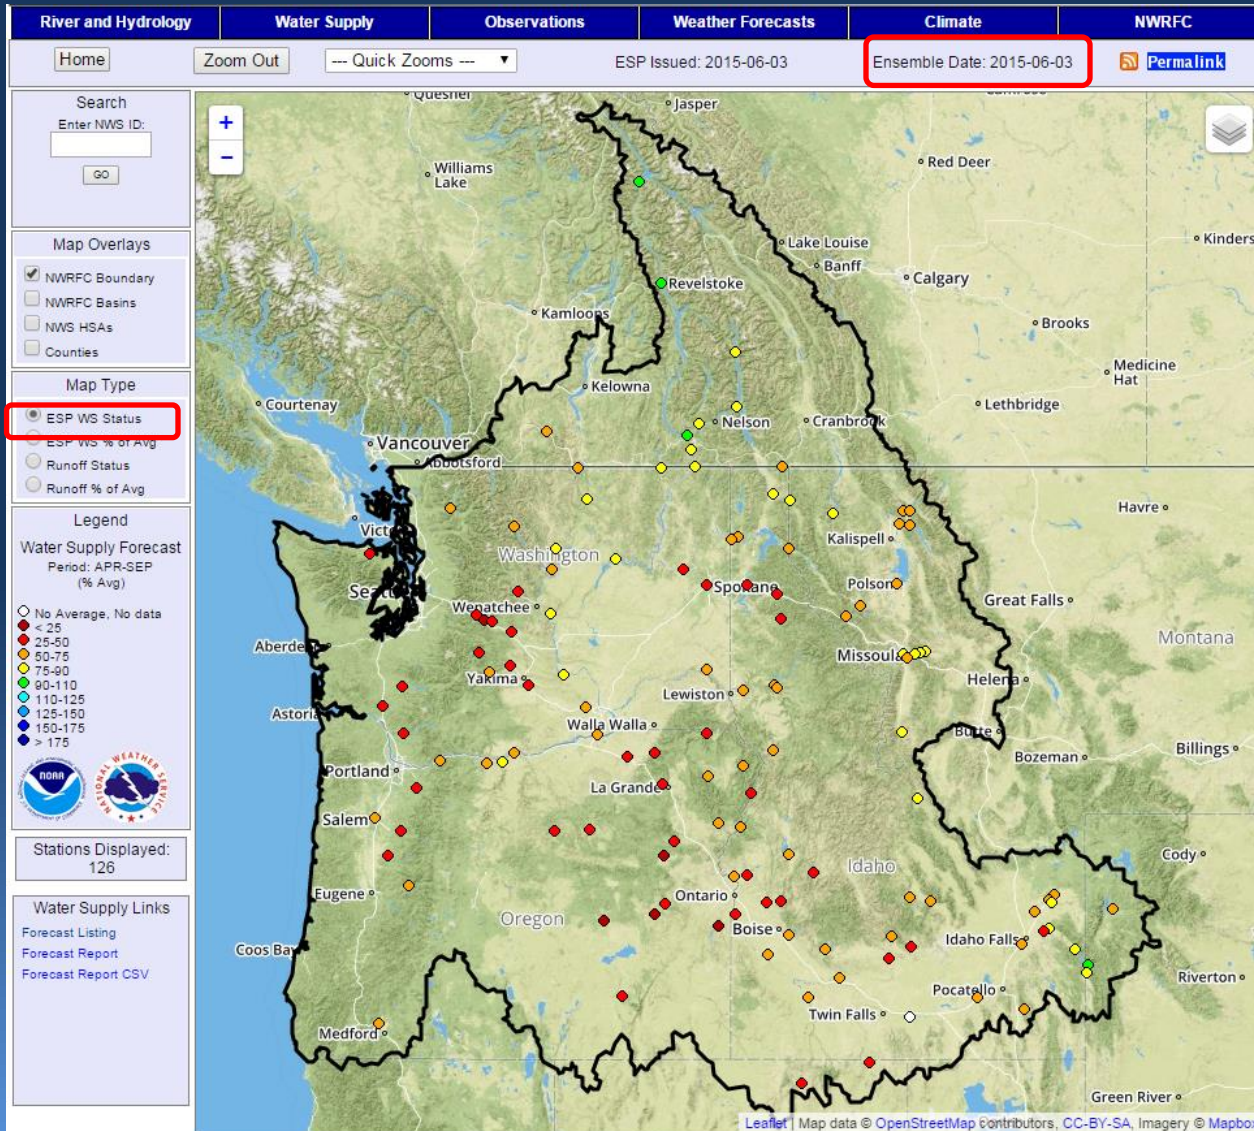 River and Hydrology
Water Supply
Observations
Weather Forecasts
Climate
NWRFC
Home
Zoom Out
--- Quick Zooms ---
ESP Issued: 2015-06-03
Ensemble Date: 2015-06-03
Permalink
Search
Enter NWS ID:
GO
Map Overlays
NWRFC Boundary
NWRFC Basins
NWS HSAs
Counties
Map Type
ESP WS Status
ESP WS % of Avg
Runoff Status
Runoff % of Avg
Legend
Water Supply Forecast
Period: APR-SEP
(% Avg)
No Average, No data
< 25
25-50
50-75
75-90
90-110
110-125
125-150
150-175
> 175
NOAA
Stations Displayed:
126
Water Supply Links
Forecast Listing
Forecast Report
Forecast Report CSV
+
−
Quesnel
Jasper
Williams
Lake
Red Deer
Lake Louise
Kinders
Banff
Calgary
Revelstoke
Kamloops
Brooks
Medicine
Hat
Kelowna
Courtenay
Lethbridge
Nelson
Cranbrook
Vancouver
Abbotsford
Havre
Vict
Kalispell
Washington
Spokane
Polson
Seat
Great Falls
Wenatchee
Montana
Aberde
Missoula
Helena
Yakima
Lewiston
Astoria
Walla Walla
Butte
Billings
Bozeman
Portland
La Grande
Salem
Cody
Idaho
Eugene
Ontario
Oregon
Boise
Idaho Falls
Coos Bay
Riverton
Pocatello
Twin Falls
Medford
Green River
Leaflet | Map data © OpenStreetMap contributors, CC-BY-SA, Imagery © Mapbo